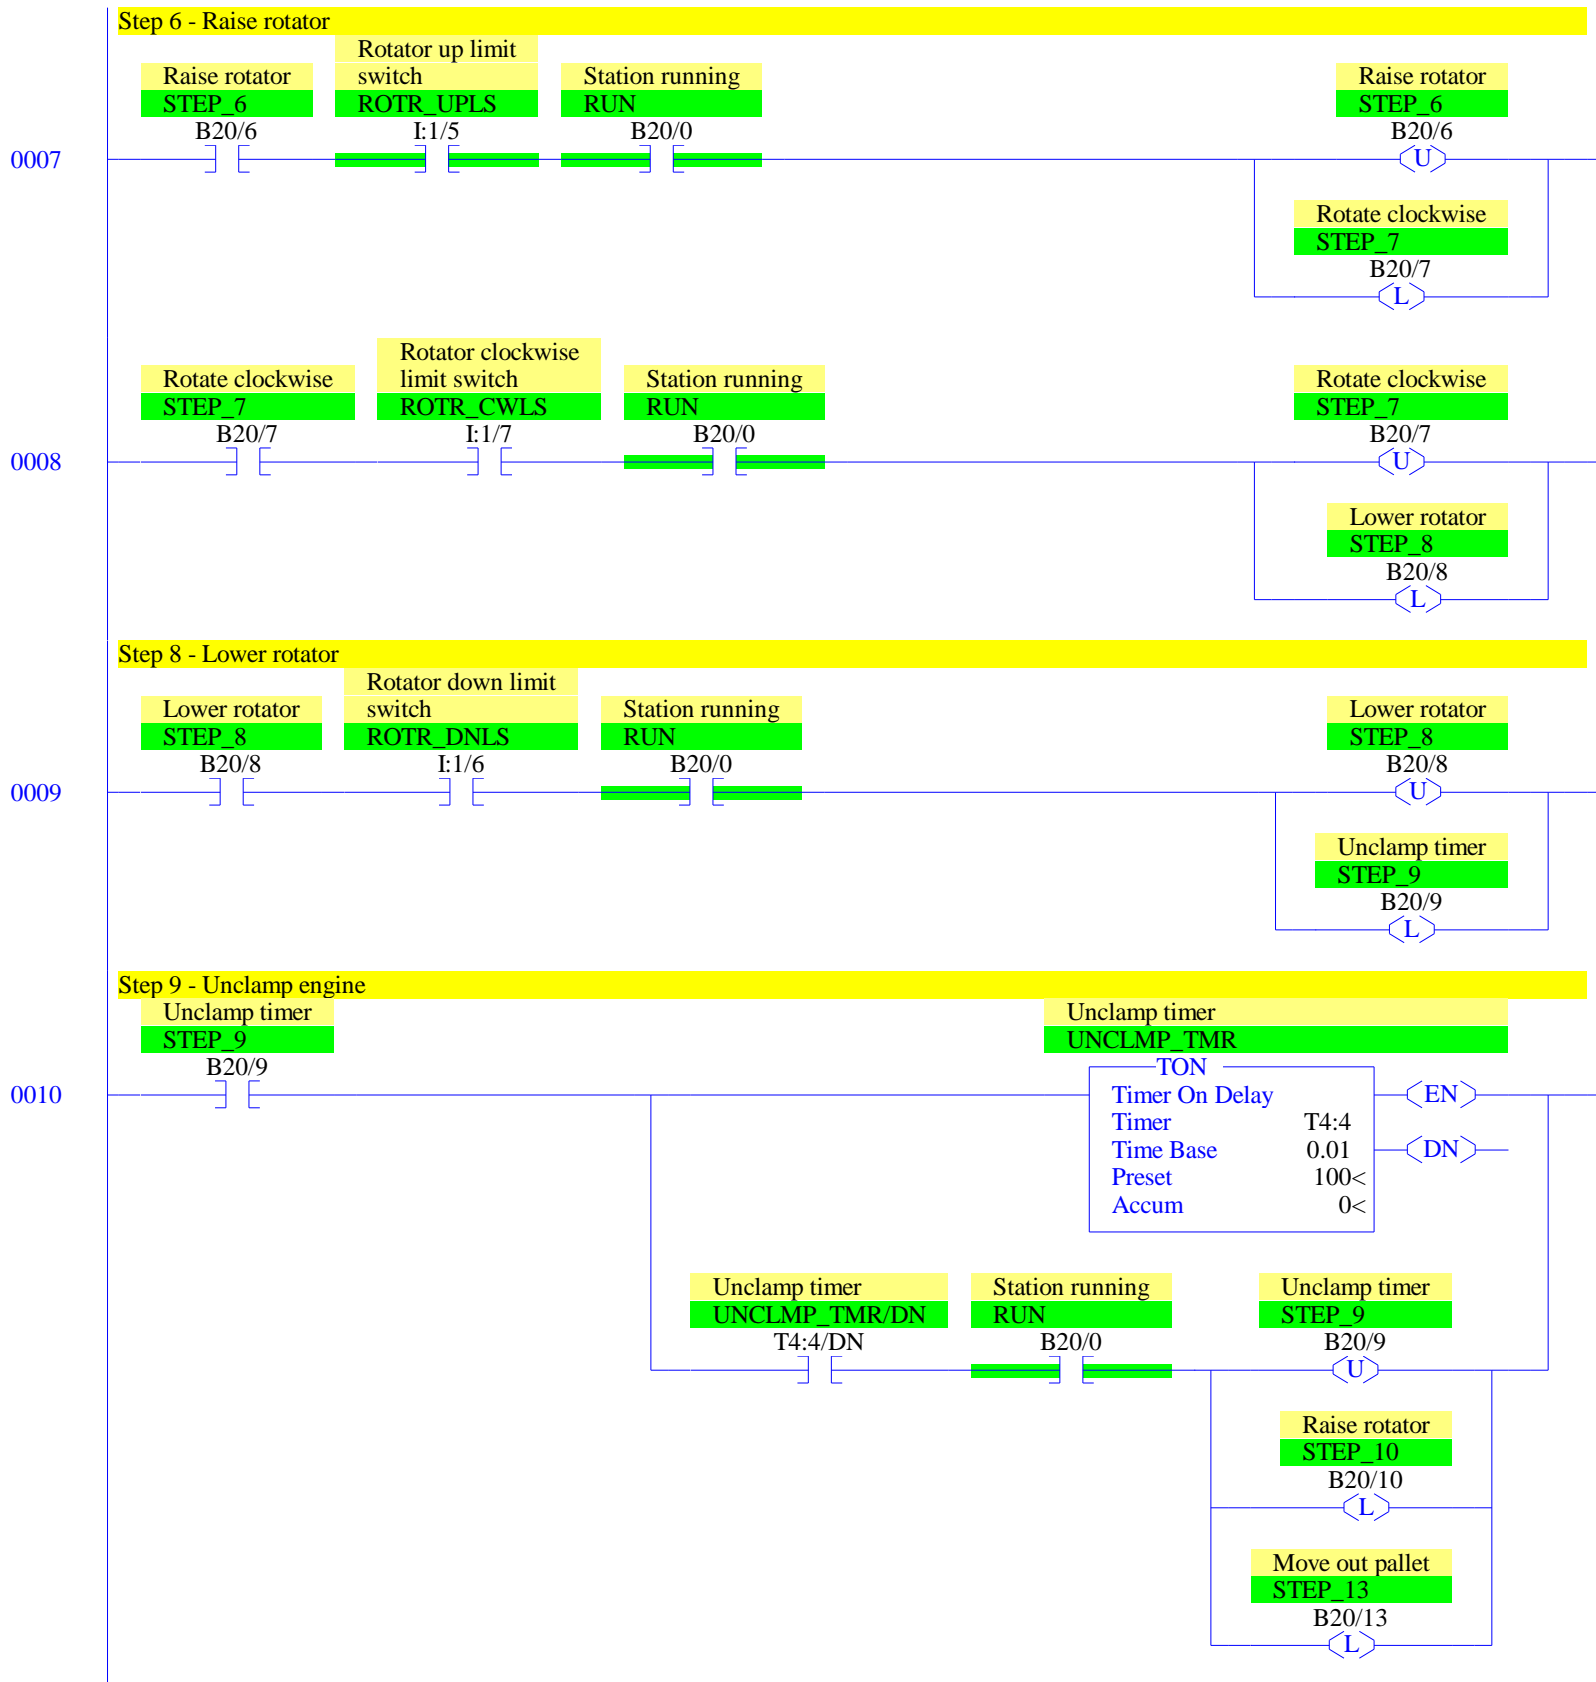 Step 6 - Raise rotator
Rotator up limit
Raise rotator switch Station running Raise rotator
STEP_6 ROTR_UPLS RUN STEP_6
B20/6 I:1/5 B20/0 B20/6
0007 U
Rotate clockwise
STEP_7
B20/7
L
Rotator clockwise
Rotate clockwise limit switch Station running Rotate clockwise
STEP_7 ROTR_CWLS RUN STEP_7
B20/7 I:1/7 B20/0 B20/7
0008 U
Lower rotator
STEP_8
B20/8
L
Step 8 - Lower rotator
Rotator down limit
Lower rotator switch Station running Lower rotator
STEP_8 ROTR_DNLS RUN STEP_8
B20/8 I:1/6 B20/0 B20/8
0009 U
Unclamp timer
STEP_9
B20/9
L
Step 9 - Unclamp engine
Unclamp timer Unclamp timer
STEP_9 UNCLMP_TMR
B20/9 TON
0010 Timer On Delay EN
Timer T4:4
Time Base 0.01 DN
Preset 100<
Accum 0<
Unclamp timer Station running Unclamp timer
UNCLMP_TMR/DN RUN STEP_9
T4:4/DN B20/0 B20/9
U
Raise rotator
STEP_10
B20/10
L
Move out pallet
STEP_13
B20/13
L